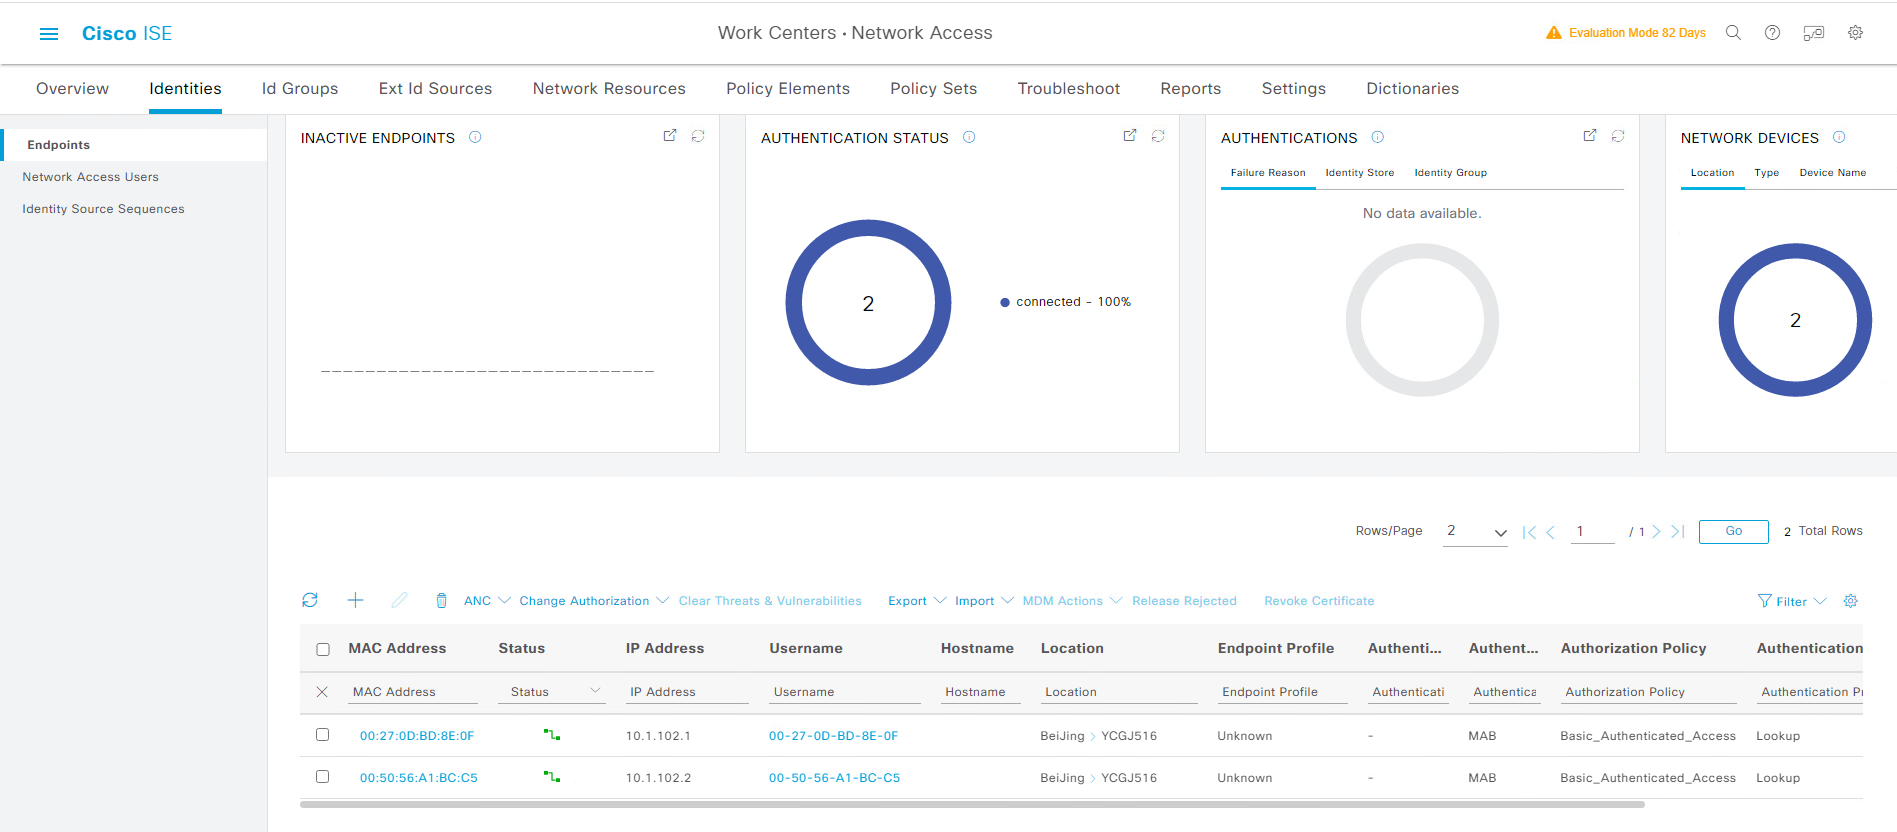 Cisco ISE
Work Centers · Network Access
Evaluation Mode 82 Days
Overview Identities Id Groups Ext Id Sources Network Resources Policy Elements Policy Sets Troubleshoot Reports Settings Dictionaries
Endpoints
Network Access Users
Identity Source Sequences
INACTIVE ENDPOINTS
AUTHENTICATION STATUS
2
connected - 100%
AUTHENTICATIONS
Failure Reason Identity Store Identity Group
No data available.
NETWORK DEVICES
Location Type Device Name
2
Rows/Page 2 1 / 1 Go 2 Total Rows
ANC Change Authorization Clear Threats & Vulnerabilities Export Import MDM Actions Release Rejected Revoke Certificate Filter
MAC Address Status IP Address Username Hostname Location Endpoint Profile Authenti... Authent... Authorization Policy Authentication
MAC Address Status IP Address Username Hostname Location Endpoint Profile Authenticati Authentica Authorization Policy Authentication P
00:27:0D:BD:8E:0F 10.1.102.1 00-27-0D-BD-8E-0F BeiJing > YCGJ516 Unknown - MAB Basic_Authenticated_Access Lookup
00:50:56:A1:BC:C5 10.1.102.2 00-50-56-A1-BC-C5 BeiJing > YCGJ516 Unknown - MAB Basic_Authenticated_Access Lookup